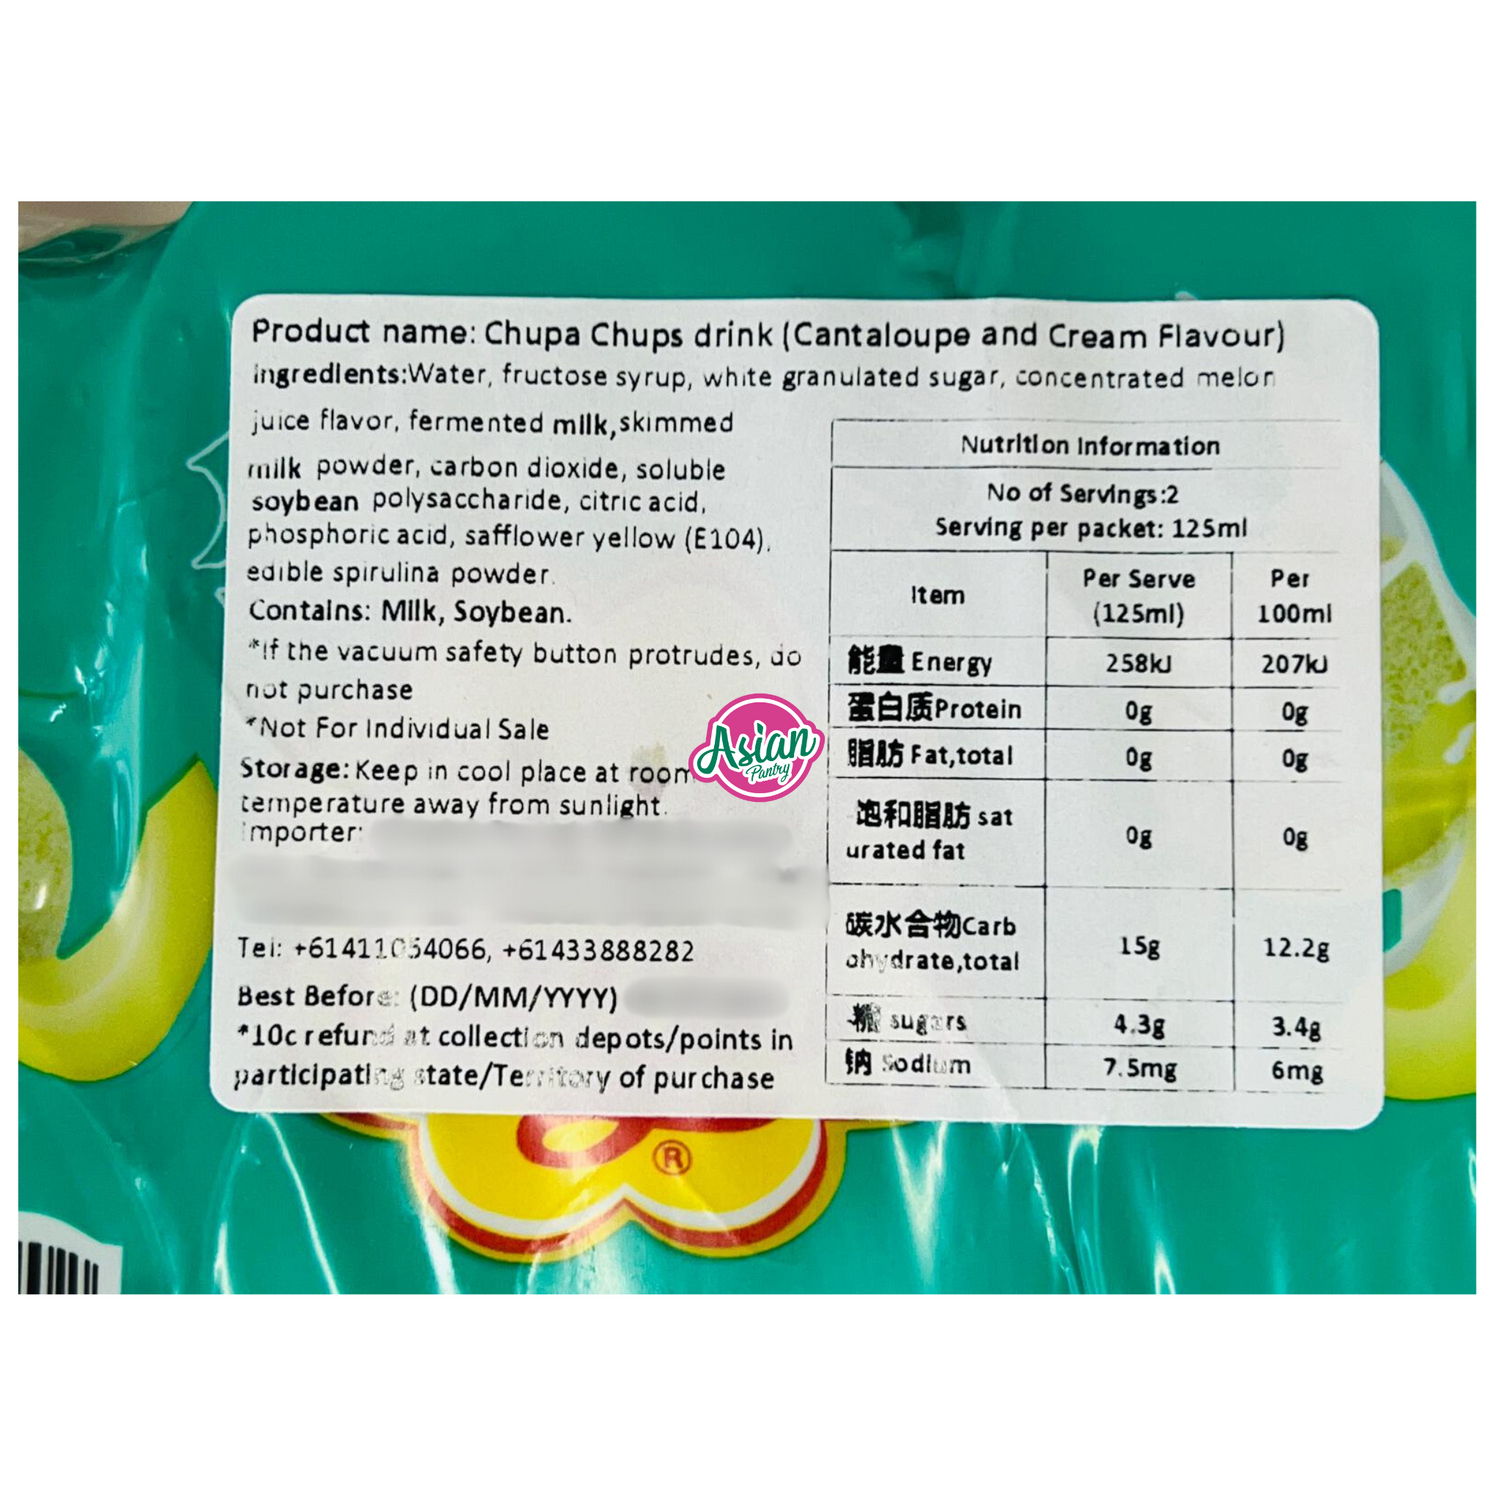 Product name: Chupa Chups drink (Cantaloupe and Cream Flavour)
ingredients:Water, fructose syrup, white granulated sugar, concentrated melon
juice flavor, fermented milk,skimmed
milk powder, carbon dioxide, soluble
soybean polysaccharide, citric acid,
phosphoric acid, safflower yellow (E104),
edible spirulina powder.
Contains: Milk, Soybean.
*If the vacuum safety button protrudes, do
not purchase
*Not For Individual Sale
Storage: Keep in cool place at room
temperature away from sunlight.
Importer:
Tel: +61411054066, +61433888282
Best Before: (DD/MM/YYYY)
*10c refund at collection depots/points in
participating state/Territory of purchase
Nutrition Information
No of Servings:2
Serving per packet: 125ml
Item Per Serve (125ml) Per 100ml
能量 Energy 258kJ 207kJ
蛋白质Protein 0g 0g
脂肪 Fat,total 0g 0g
饱和脂肪 sat
urated fat 0g 0g
碳水合物Carb
ohydrate,total 15g 12.2g
糖 sugars 4.3g 3.4g
钠 Sodium 7.5mg 6mg
Asian
Pantry
®